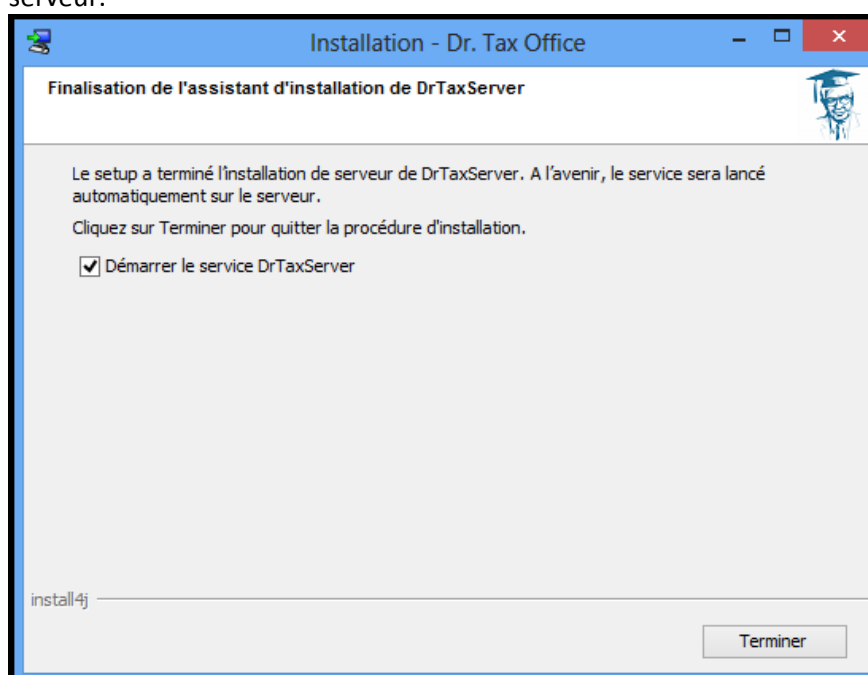 serveur.
Installation - Dr. Tax Office
Finalisation de l'assistant d'installation de DrTaxServer
Le setup a terminé l'installation de serveur de DrTaxServer. A l’avenir, le service sera lancé
automatiquement sur le serveur.
Cliquez sur Terminer pour quitter la procédure d'installation.
Démarrer le service DrTaxServer
install4j
Terminer